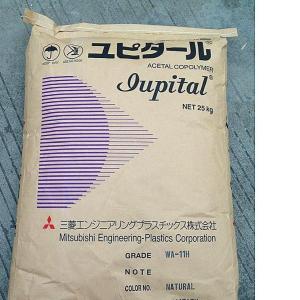 ユピタール®
ACETAL COPOLYMER
Iupital®
NET 25kg
三菱エンジニアリングプラスチックス株式会社
Mitsubishi Engineering-Plastics Corporation
GRADE WA-11H
NOTE
COLOR NO. NATURAL